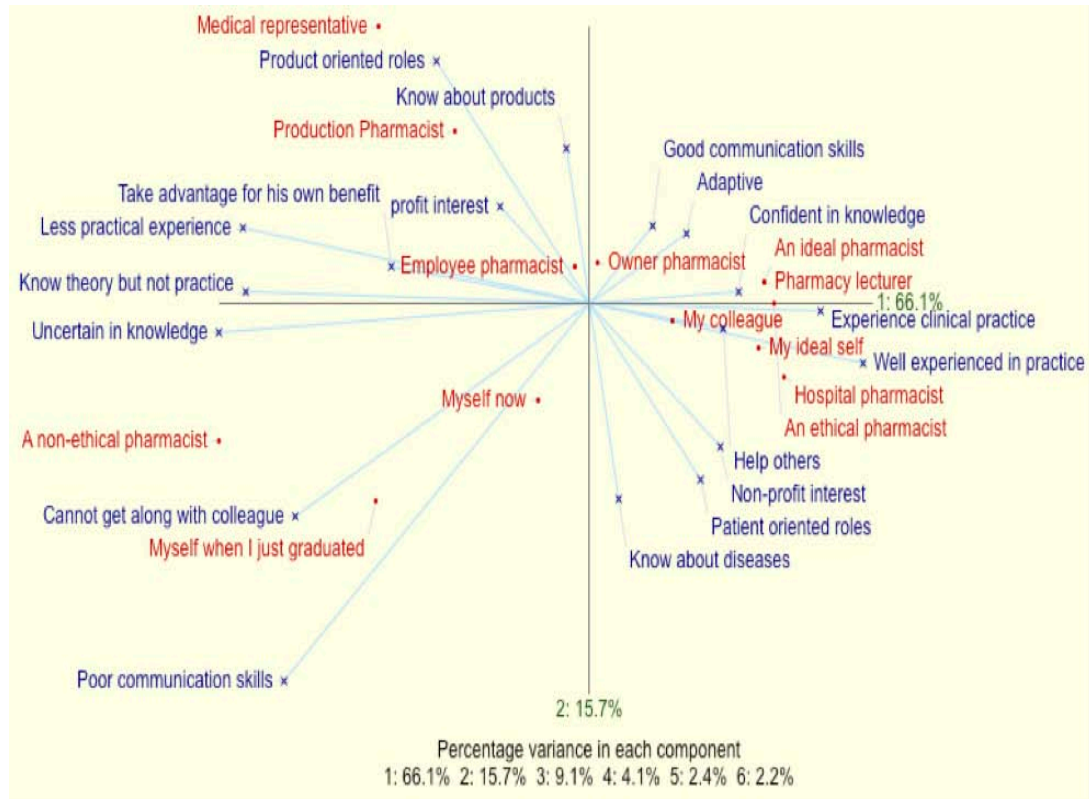 Medical representative
Product oriented roles
Know about products
Production Pharmacist
Good communication skills
Adaptive
Take advantage for his own benefit
profit interest
Confident in knowledge
Less practical experience
An ideal pharmacist
Employee pharmacist
Owner pharmacist
Pharmacy lecturer
Know theory but not practice
1: 66.1%
My colleague
Experience clinical practice
Uncertain in knowledge
My ideal self
Well experienced in practice
Myself now
Hospital pharmacist
An ethical pharmacist
A non-ethical pharmacist
Help others
Non-profit interest
Cannot get along with colleague
Patient oriented roles
Myself when I just graduated
Know about diseases
Poor communication skills
2: 15.7%
Percentage variance in each component
1: 66.1% 2: 15.7% 3: 9.1% 4: 4.1% 5: 2.4% 6: 2.2%